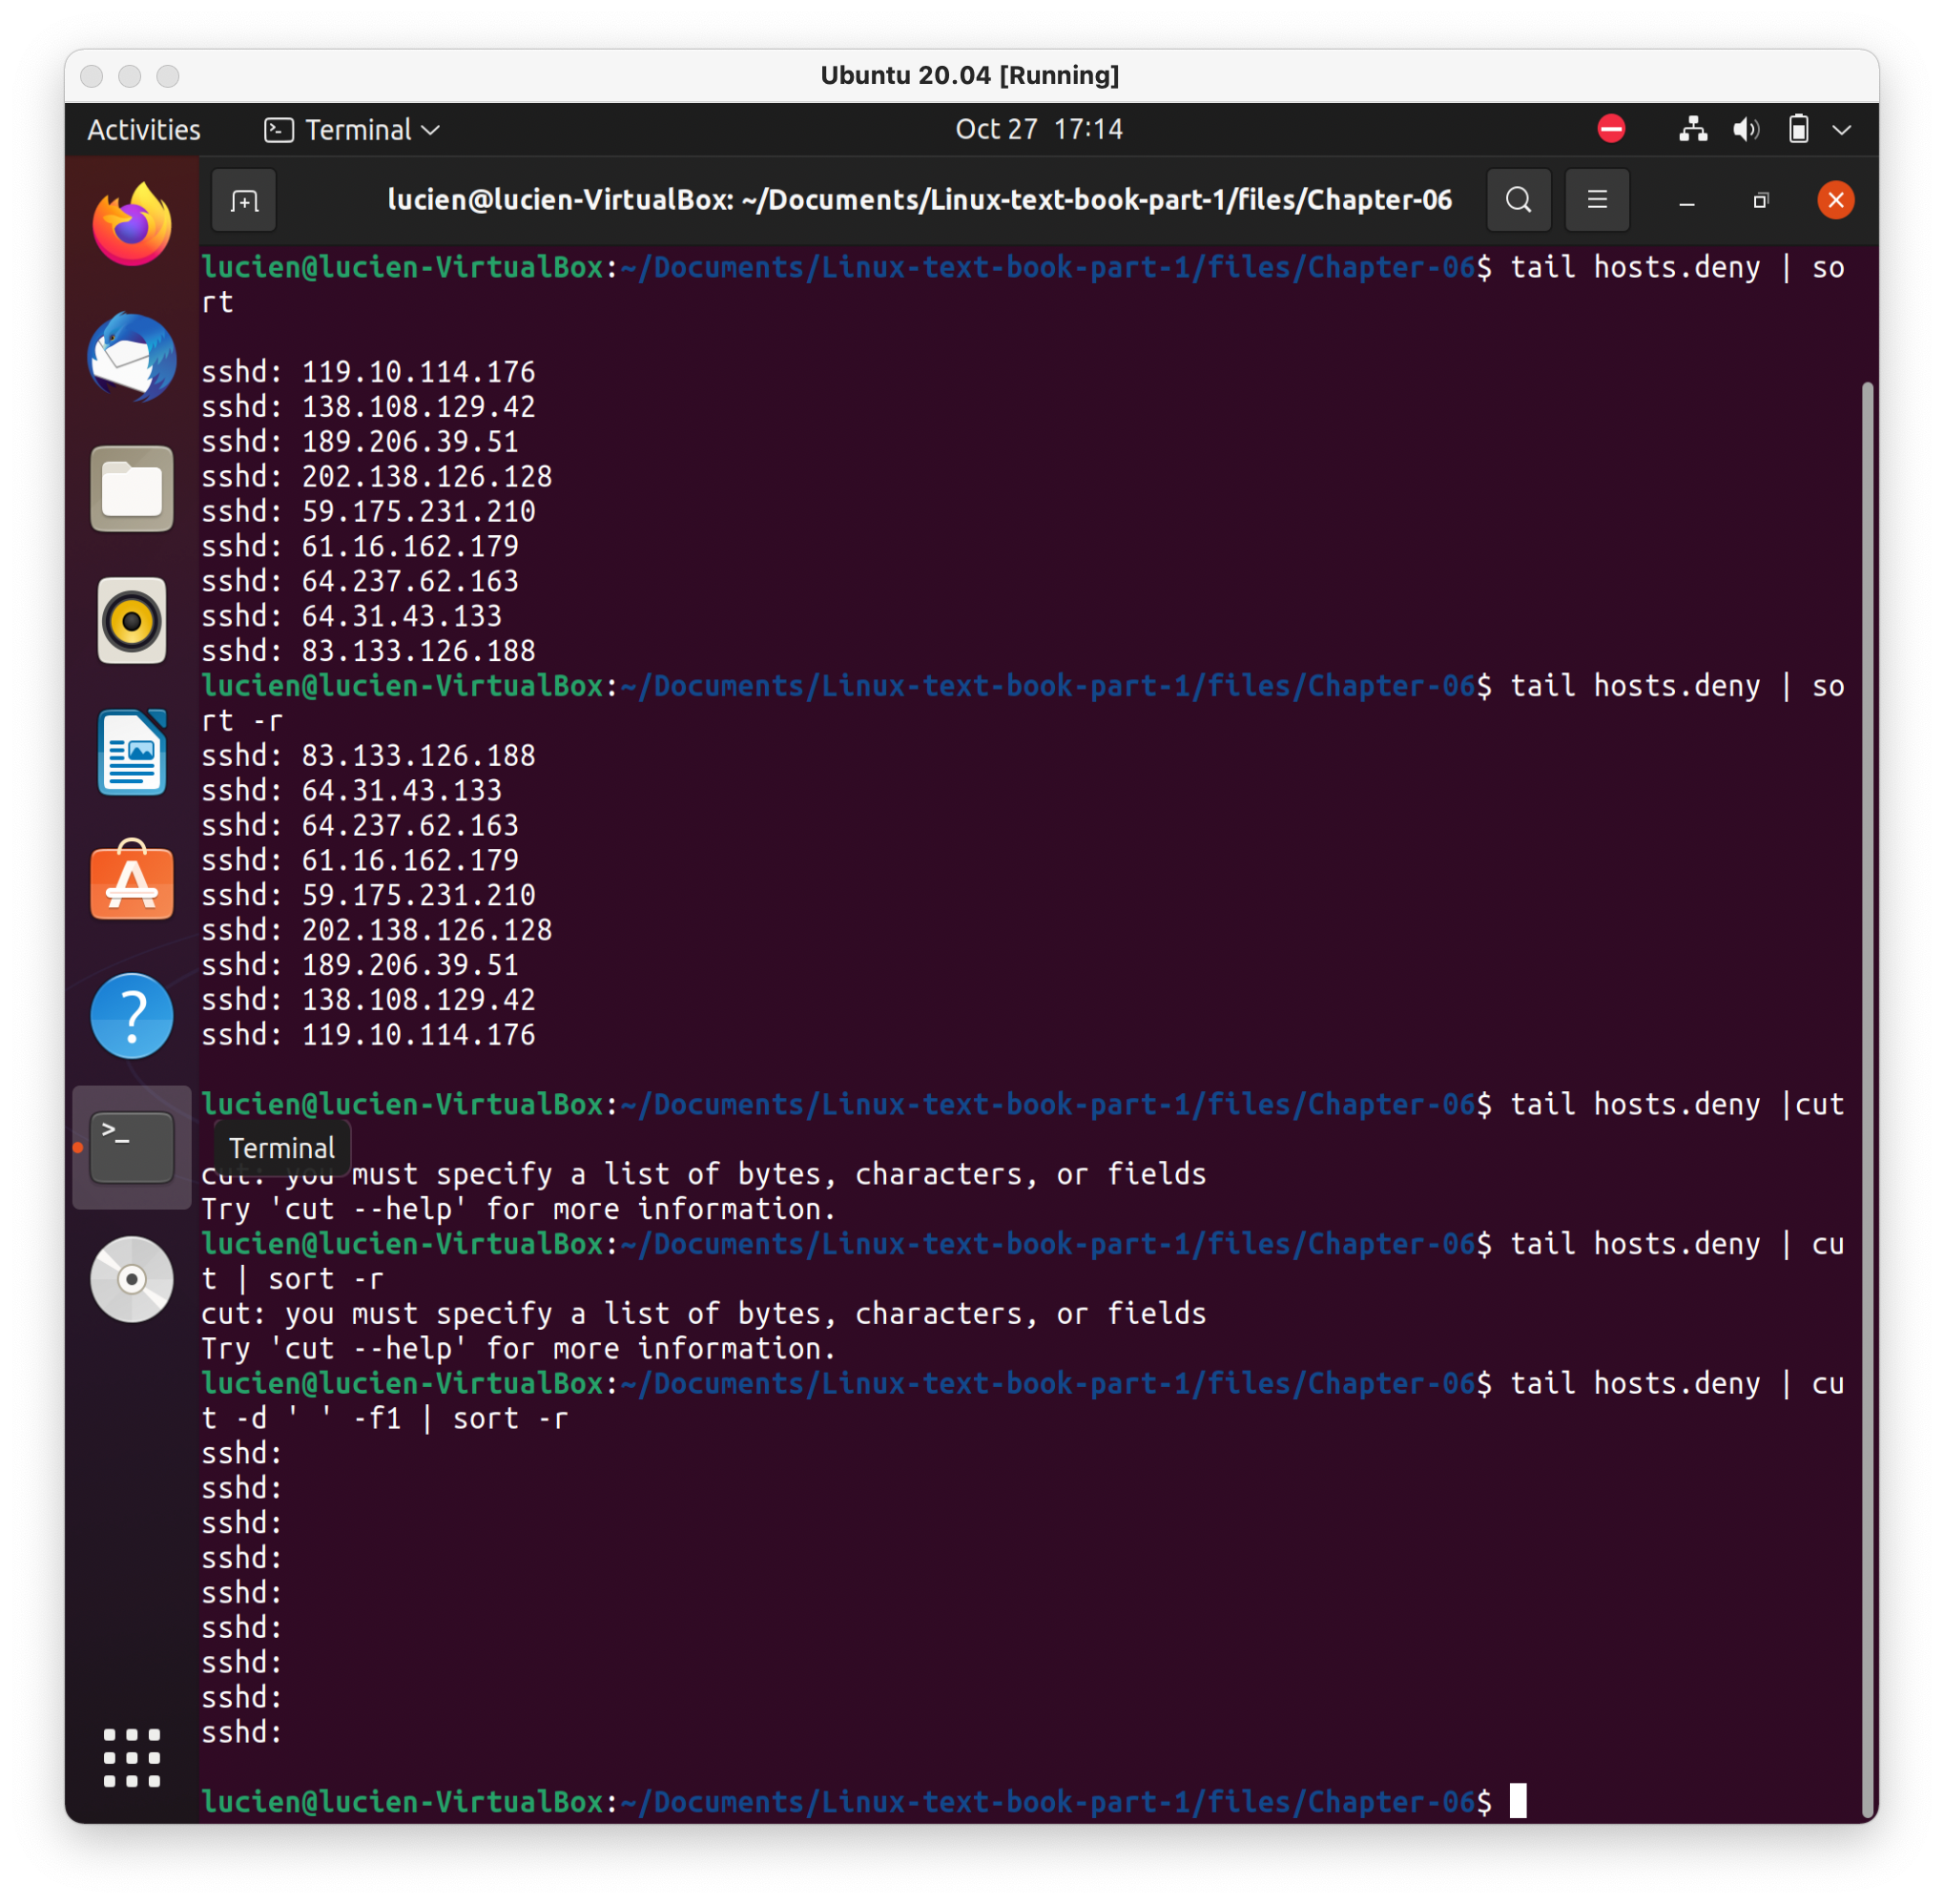 Ubuntu 20.04 [Running]
Activities Terminal Oct 27 17:14
lucien@lucien-VirtualBox: ~/Documents/Linux-text-book-part-1/files/Chapter-06
lucien@lucien-VirtualBox:~/Documents/Linux-text-book-part-1/files/Chapter-06$ tail hosts.deny | so
rt
sshd: 119.10.114.176
sshd: 138.108.129.42
sshd: 189.206.39.51
sshd: 202.138.126.128
sshd: 59.175.231.210
sshd: 61.16.162.179
sshd: 64.237.62.163
sshd: 64.31.43.133
sshd: 83.133.126.188
lucien@lucien-VirtualBox:~/Documents/Linux-text-book-part-1/files/Chapter-06$ tail hosts.deny | so
rt -r
sshd: 83.133.126.188
sshd: 64.31.43.133
sshd: 64.237.62.163
sshd: 61.16.162.179
sshd: 59.175.231.210
sshd: 202.138.126.128
sshd: 189.206.39.51
sshd: 138.108.129.42
sshd: 119.10.114.176
lucien@lucien-VirtualBox:~/Documents/Linux-text-book-part-1/files/Chapter-06$ tail hosts.deny |cut
Terminal
cut: you must specify a list of bytes, characters, or fields
Try 'cut --help' for more information.
lucien@lucien-VirtualBox:~/Documents/Linux-text-book-part-1/files/Chapter-06$ tail hosts.deny | cu
t | sort -r
cut: you must specify a list of bytes, characters, or fields
Try 'cut --help' for more information.
lucien@lucien-VirtualBox:~/Documents/Linux-text-book-part-1/files/Chapter-06$ tail hosts.deny | cu
t -d ' ' -f1 | sort -r
sshd:
sshd:
sshd:
sshd:
sshd:
sshd:
sshd:
sshd:
sshd:
lucien@lucien-VirtualBox:~/Documents/Linux-text-book-part-1/files/Chapter-06$